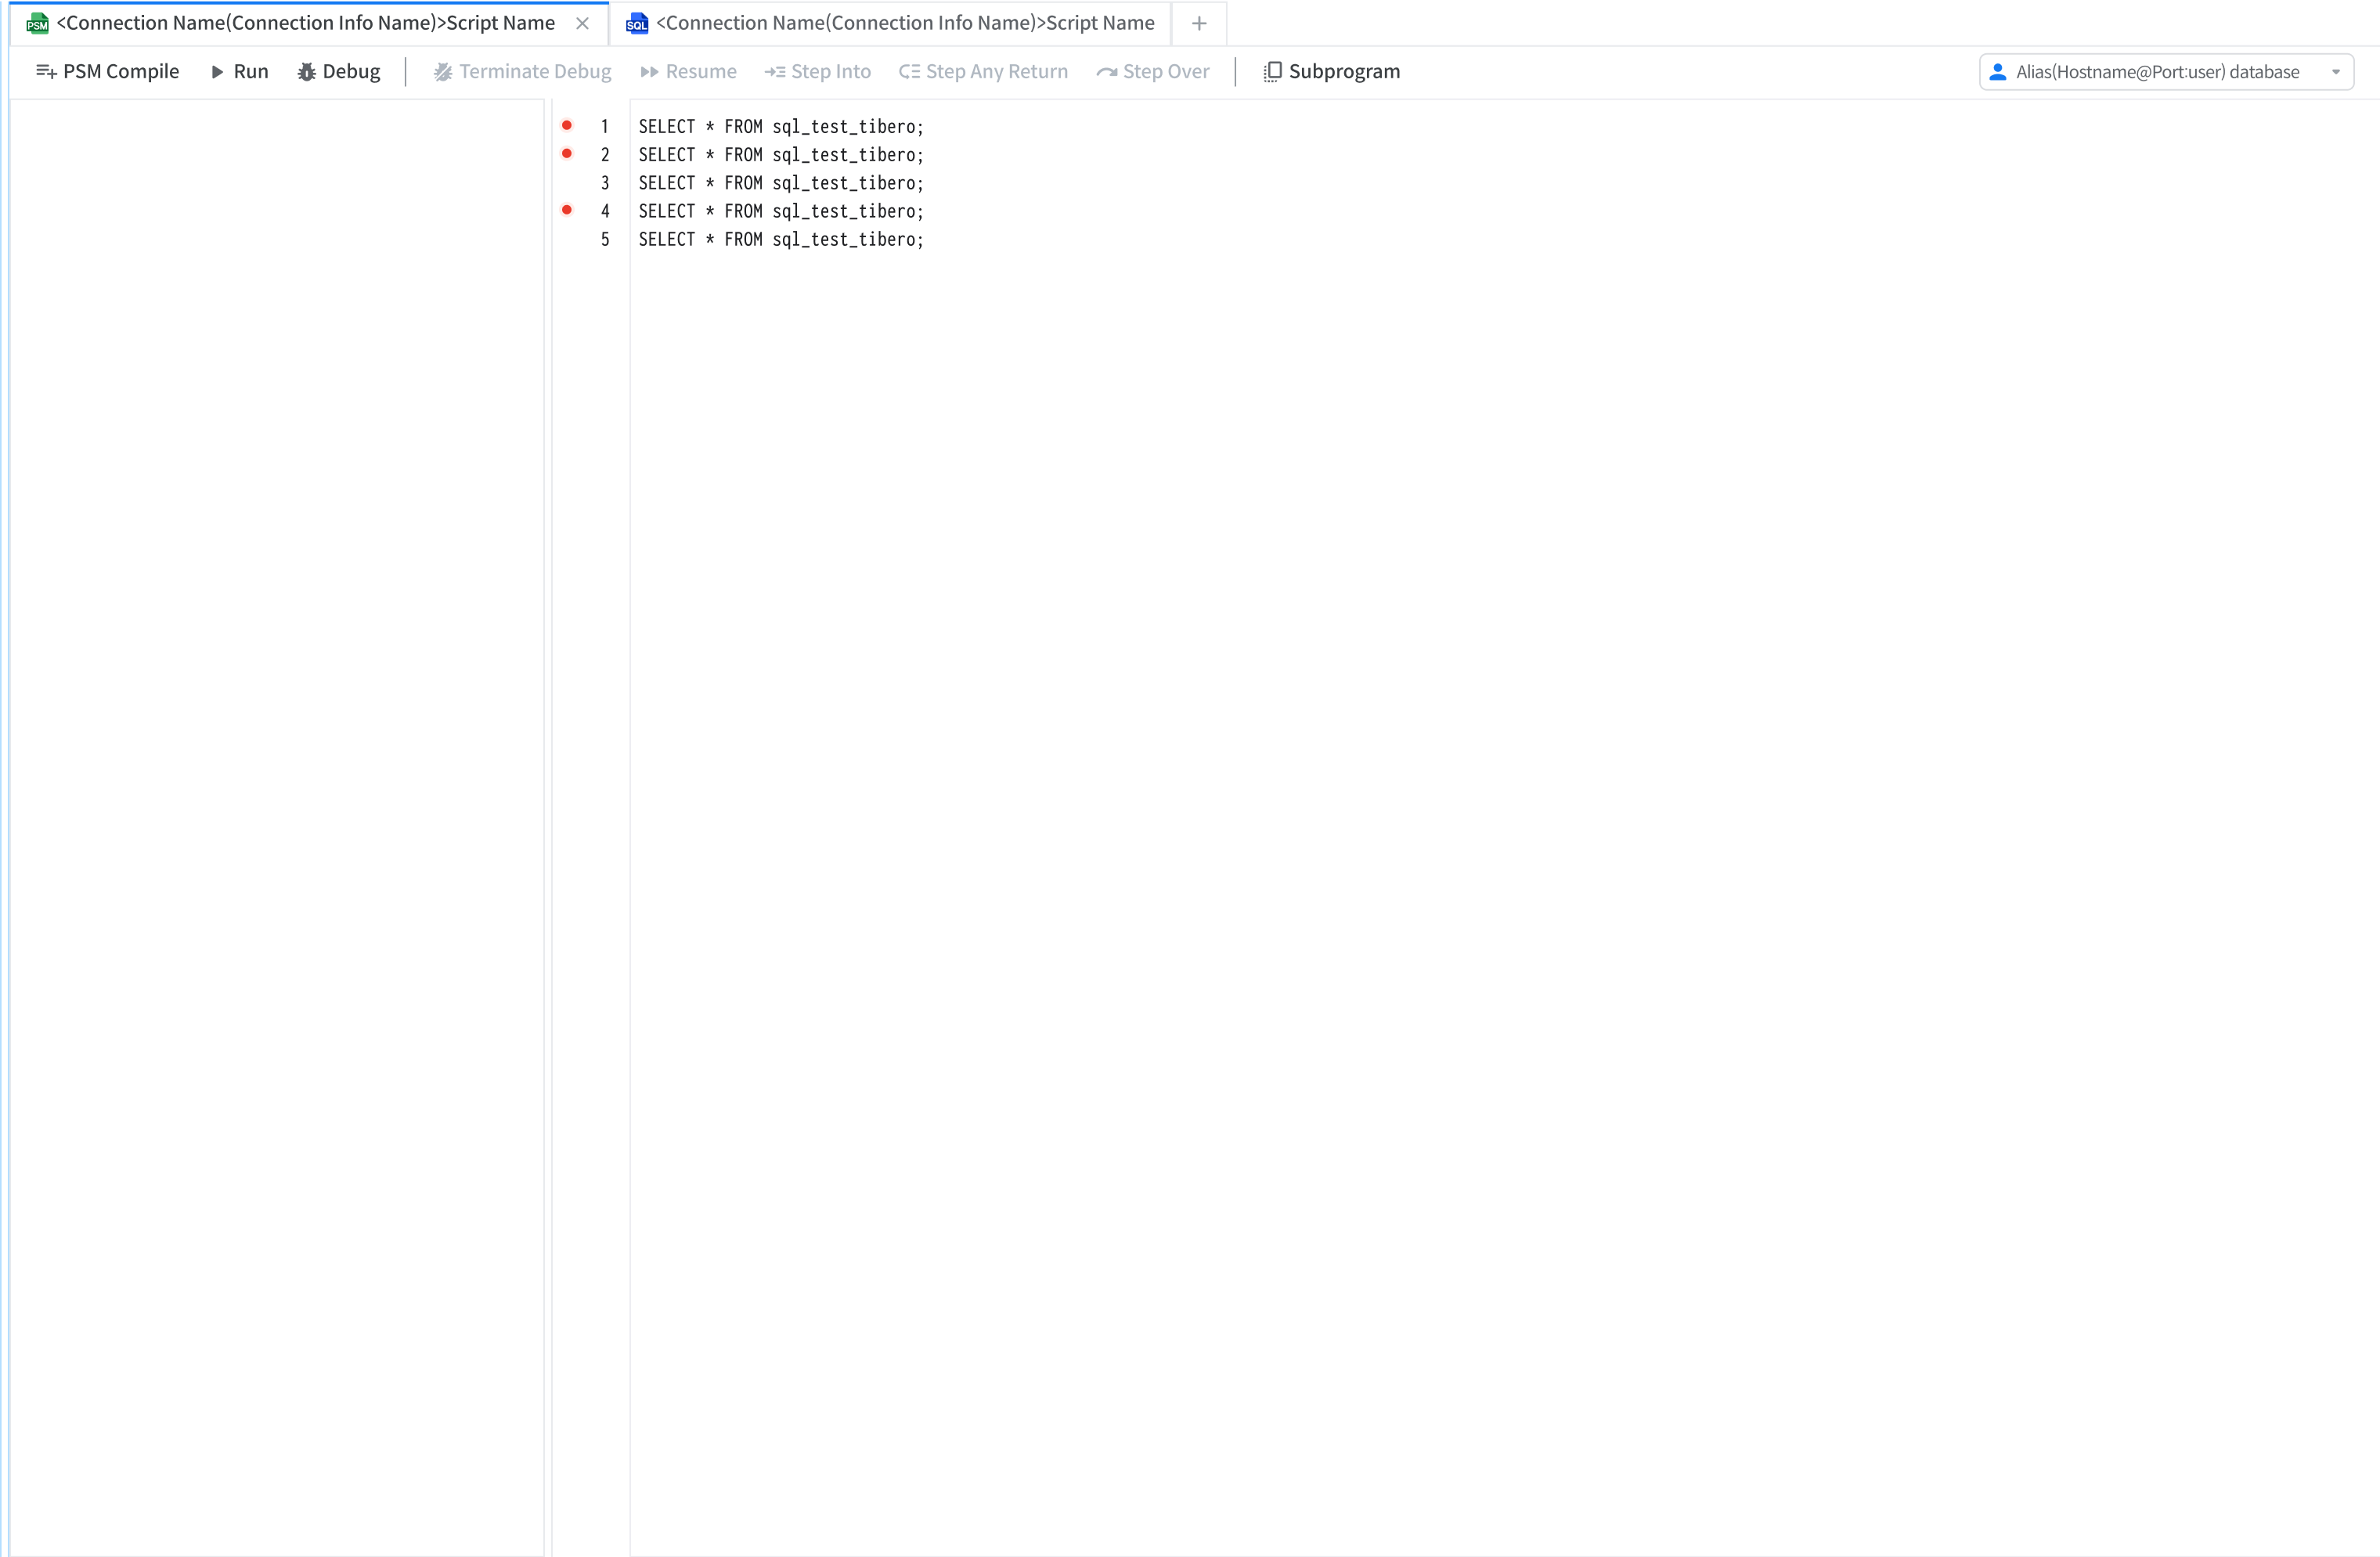 PSM <Connection Name(Connection Info Name)>Script Name SQL <Connection Name(Connection Info Name)>Script Name
PSM Compile Run Debug Terminate Debug Resume Step Into Step Any Return Step Over Subprogram Alias(Hostname@Port:user) database
1 SELECT * FROM sql_test_tibero;
2 SELECT * FROM sql_test_tibero;
3 SELECT * FROM sql_test_tibero;
4 SELECT * FROM sql_test_tibero;
5 SELECT * FROM sql_test_tibero;